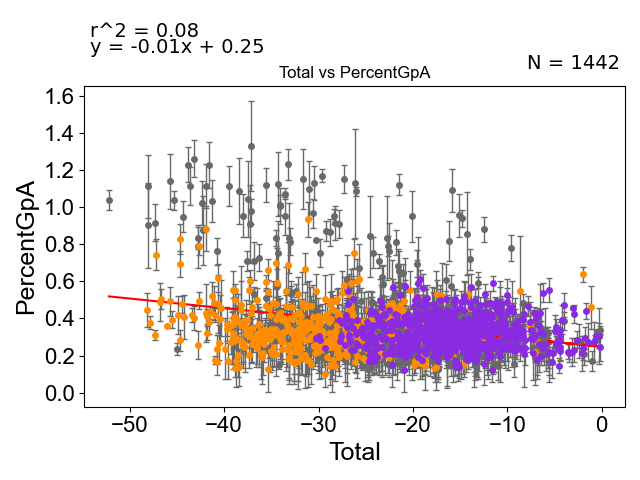 r^2 = 0.08
y = -0.01x + 0.25
N = 1442
Total vs PercentGpA
PercentGpA
1.6
1.4
1.2
1.0
0.8
0.6
0.4
0.2
0.0
−50 −40 −30 −20 −10 0
Total